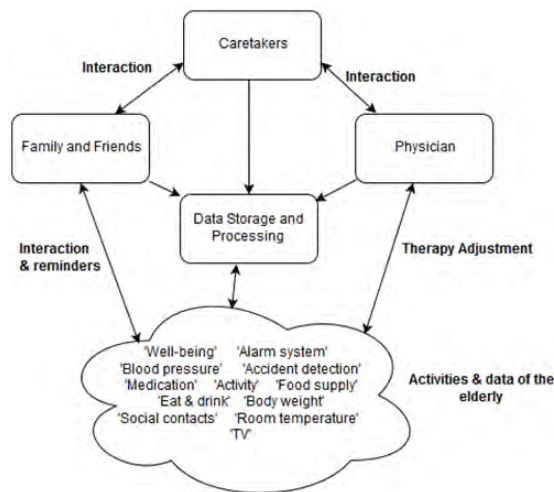 Caretakers
Interaction
Interaction
Family and Friends
Physician
Data Storage and
Processing
Interaction
& reminders
Therapy Adjustment
'Well-being' 'Alarm system'
'Blood pressure' 'Accident detection'
'Medication' 'Activity' 'Food supply'
'Eat & drink' 'Body weight'
'Social contacts' 'Room temperature'
'TV'
Activities & data of the
elderly